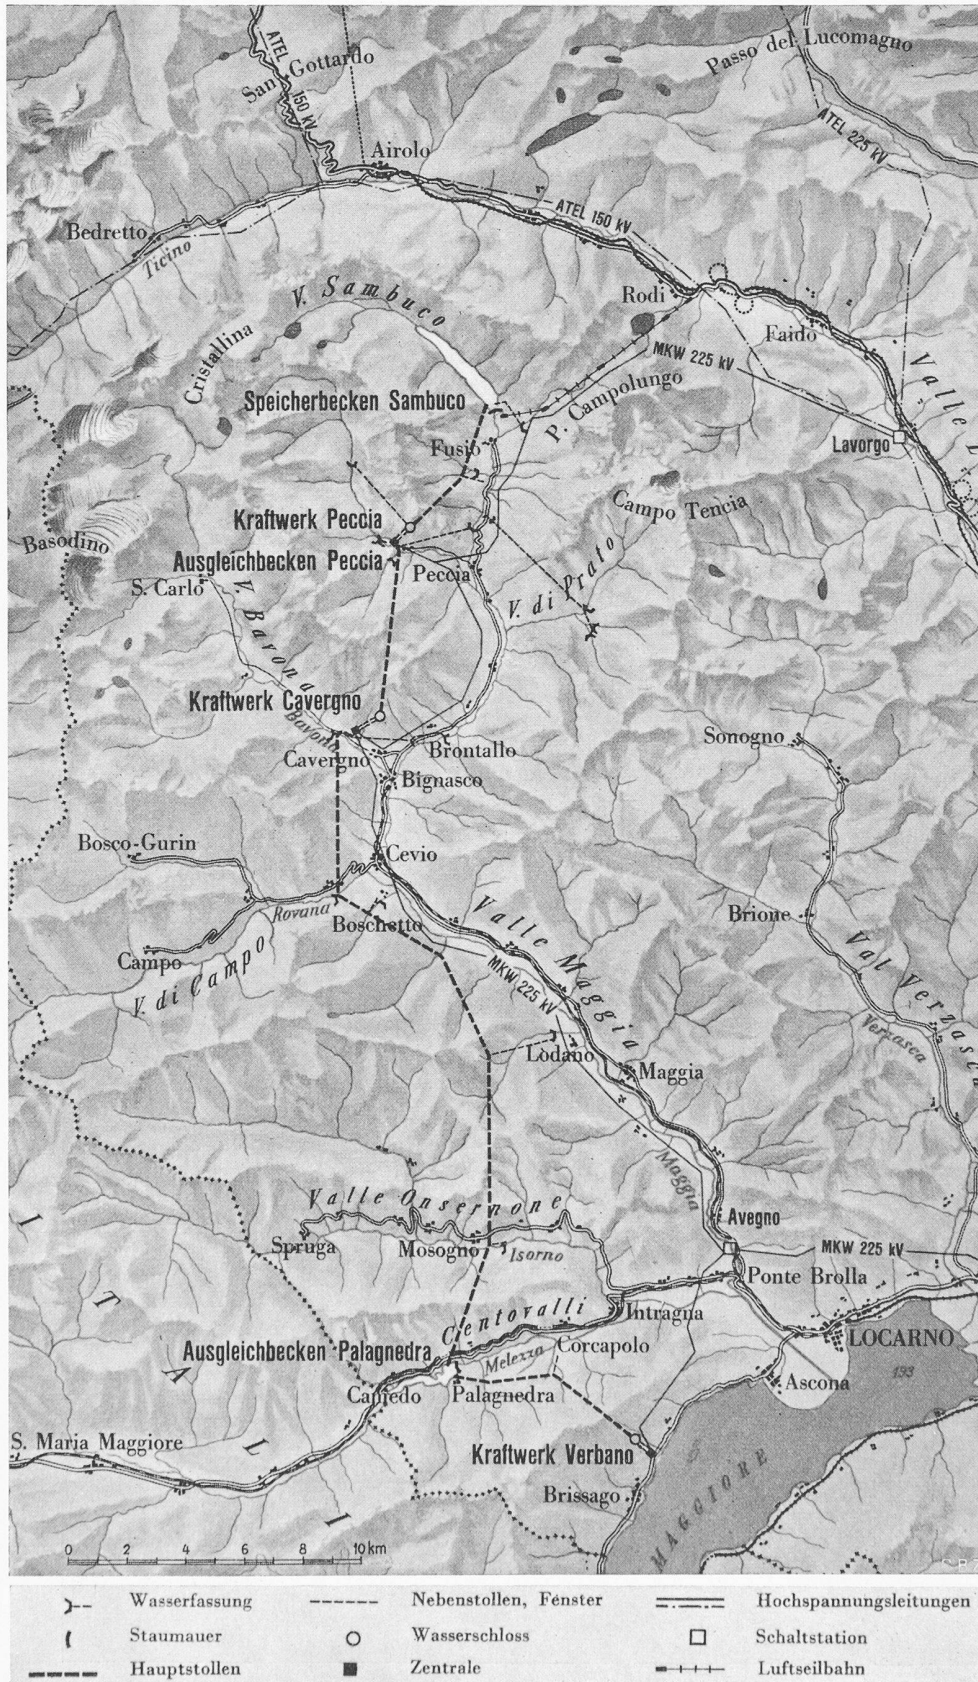 ATEL 150 kV
San Gottardo
Passo del Lucomagno
ATEL 225 kV
Airolo
ATEL 150 kV
Bedretto
Ticino
V. Sambuco
Rodi
Faido
Cristallina
MKW 225 kV
Valle L
Speicherbecken Sambuco
P. Campolungo
Lavorgo
Fusio
Kraftwerk Peccia
Campo Tencia
Basodino
Ausgleichbecken Peccia
Peccia
S. Carlo
V. di Prato
V. Bavona
Kraftwerk Cavergno
Bavona
Sonogno
Cavergno
Brontallo
Bignasco
Bosco-Gurin
Cevio
Rovana
Boschetto
Valle Maggia
Brione
Campo
V. di Campo
Val Verzasca
MKW 225 kV
Verzasca
Lodano
Maggia
Maggia
Valle Onsernone
Avegno
Spruga
Mosogno
Isorno
MKW 225 kV
Ponte Brolla
Centovalli
Intragna
Ausgleichbecken Palagnedra
Melezza
Corcapolo
LOCARNO
193
Camedo
Palagnedra
Ascona
S. Maria Maggiore
Kraftwerk Verbano
Brissago
MAGGIORE
ITALI
0 2 4 6 8 10 km
Wasserfassung
Nebenstollen, Fenster
Hochspannungsleitungen
Staumauer
Wasserschloss
Schaltstation
Hauptstollen
Zentrale
Luftseilbahn